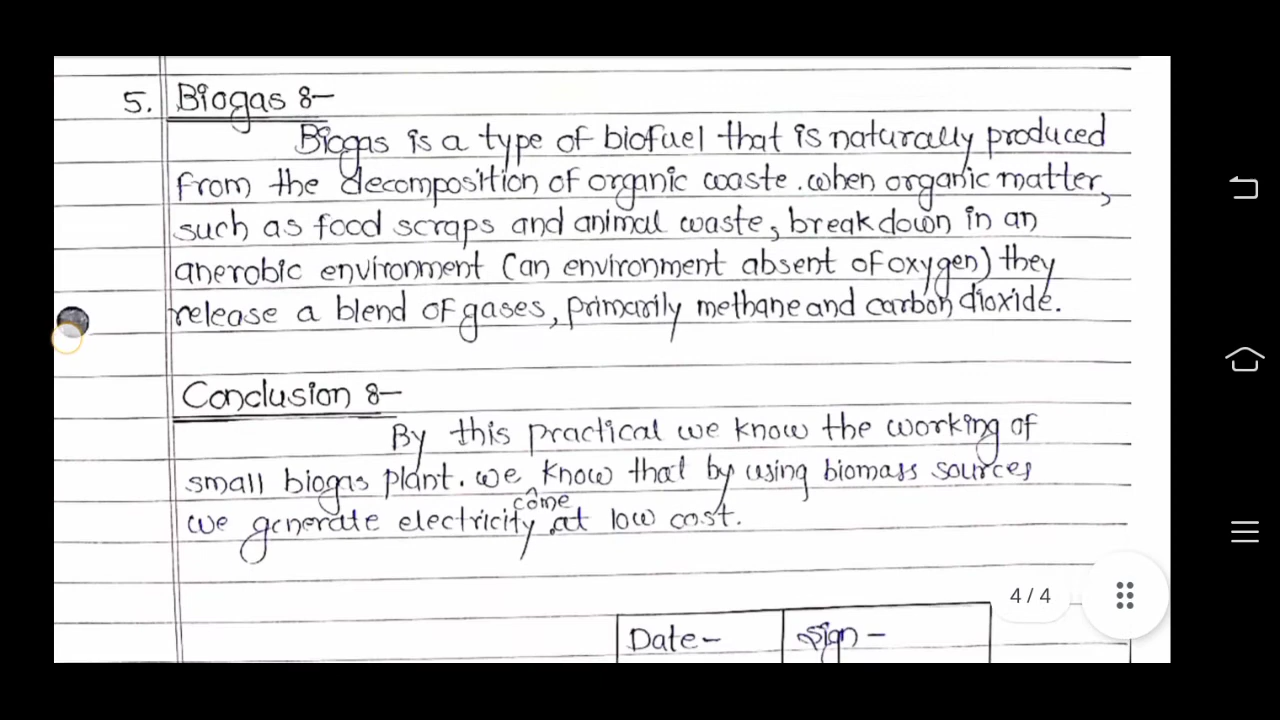 5. Biogas :-
Biogas is a type of biofuel that is naturally produced
from the decomposition of organic waste. when organic matter,
such as food scraps and animal waste, break down in an
anerobic environment (an environment absent of oxygen) they
release a blend of gases, primarily methane and carbon dioxide.
Conclusion :-
By this practical we know the working of
small biogas plant. we know that by using biomass sources
come
we generate electricity at low cost.
4 / 4
Date- Sign -